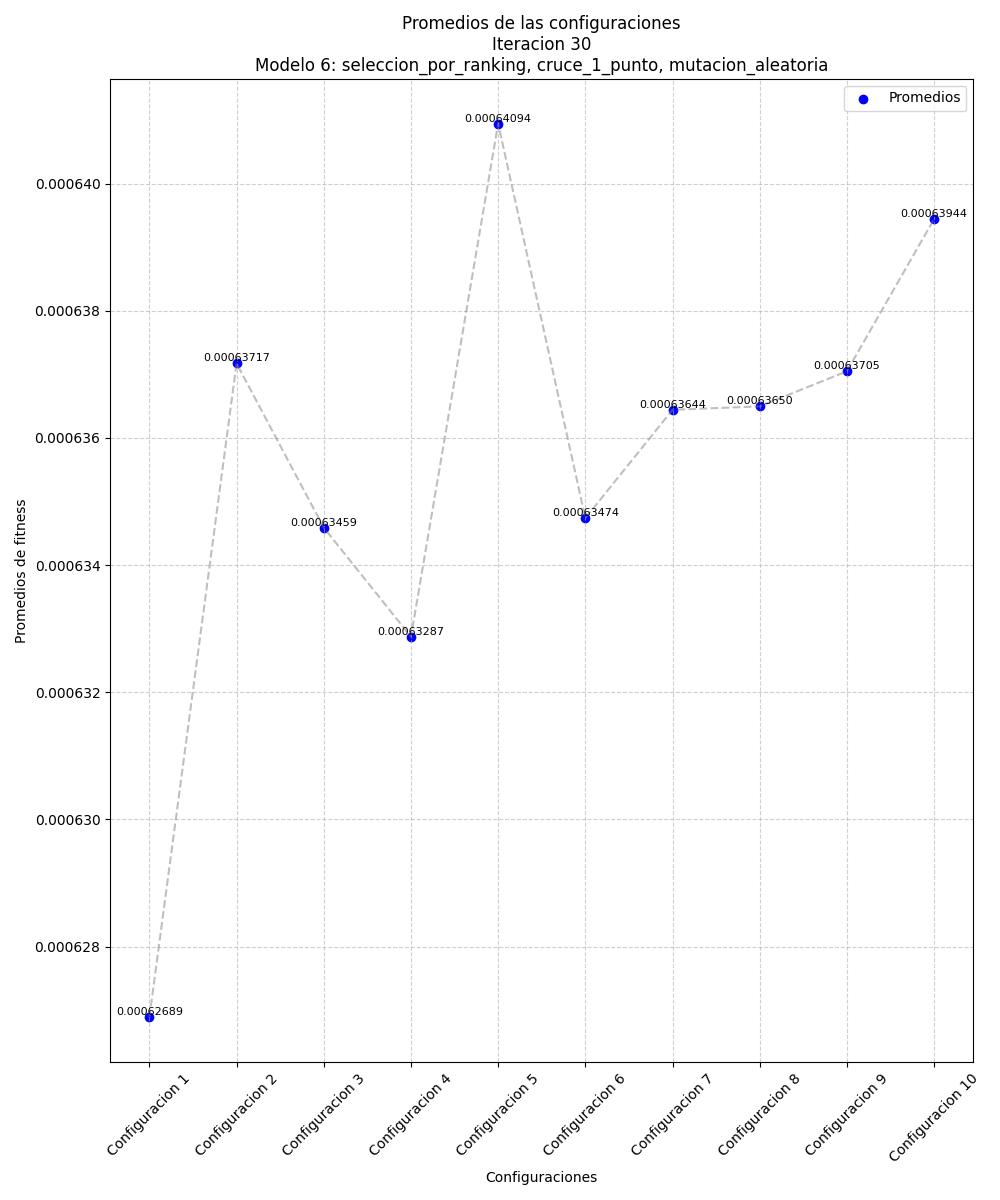 Promedios de las configuraciones
Iteracion 30
Modelo 6: seleccion_por_ranking, cruce_1_punto, mutacion_aleatoria
Promedios
0.00064094
0.00063944
0.00063717
0.00063705
0.00063650
0.00063644
0.00063474
0.00063459
0.00063287
0.00062689
0.000640
0.000638
0.000636
0.000634
0.000632
0.000630
0.000628
Promedios de fitness
Configuracion 1
Configuracion 2
Configuracion 3
Configuracion 4
Configuracion 5
Configuracion 6
Configuracion 7
Configuracion 8
Configuracion 9
Configuracion 10
Configuraciones